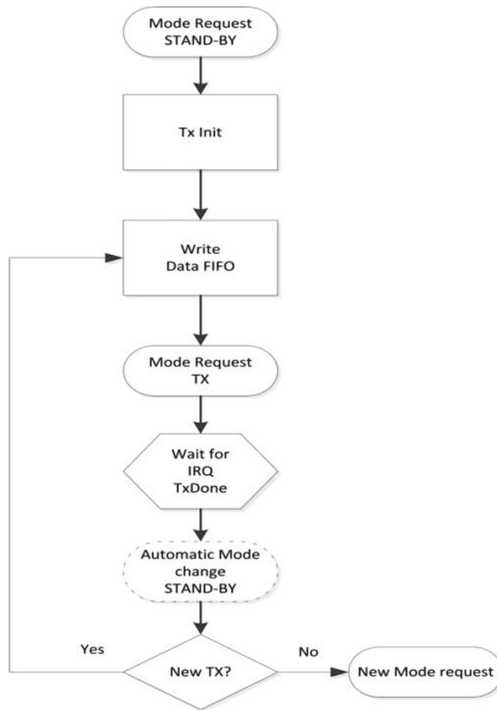 Mode Request
STAND-BY
Tx Init
Write
Data FIFO
Mode Request
TX
Wait for
IRQ
TxDone
Automatic Mode
change
STAND-BY
Yes
New TX?
No
New Mode request